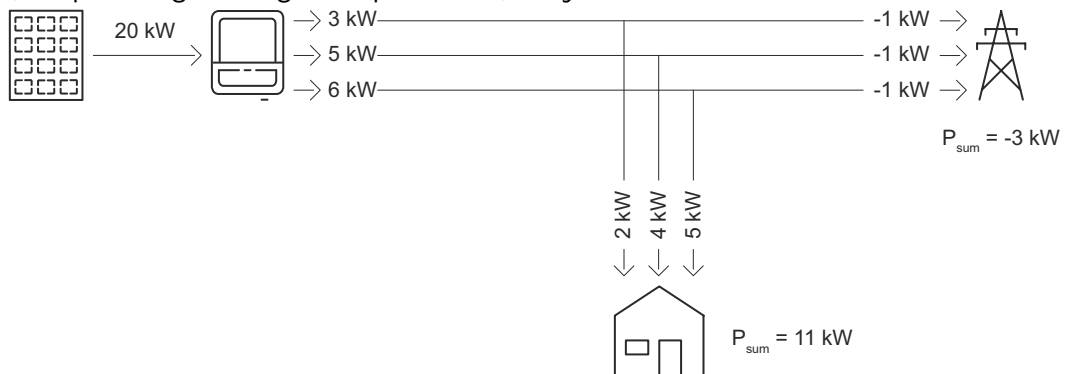 20 kW
3 kW
-1 kW
5 kW
-1 kW
6 kW
-1 kW
P_sum = -3 kW
2 kW
4 kW
5 kW
P_sum = 11 kW